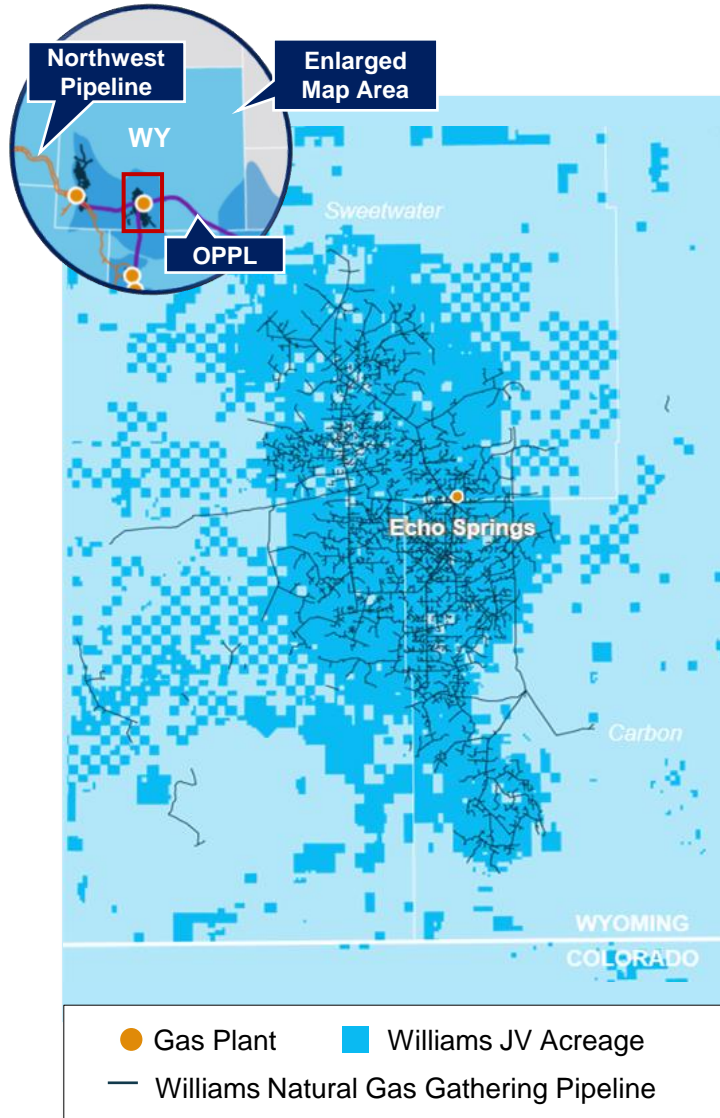 Northwest
Pipeline
Enlarged
Map Area
WY
OPPL
Sweetwater
Echo Springs
Carbon
WYOMING
COLORADO
Gas Plant
Williams JV Acreage
Williams Natural Gas Gathering Pipeline